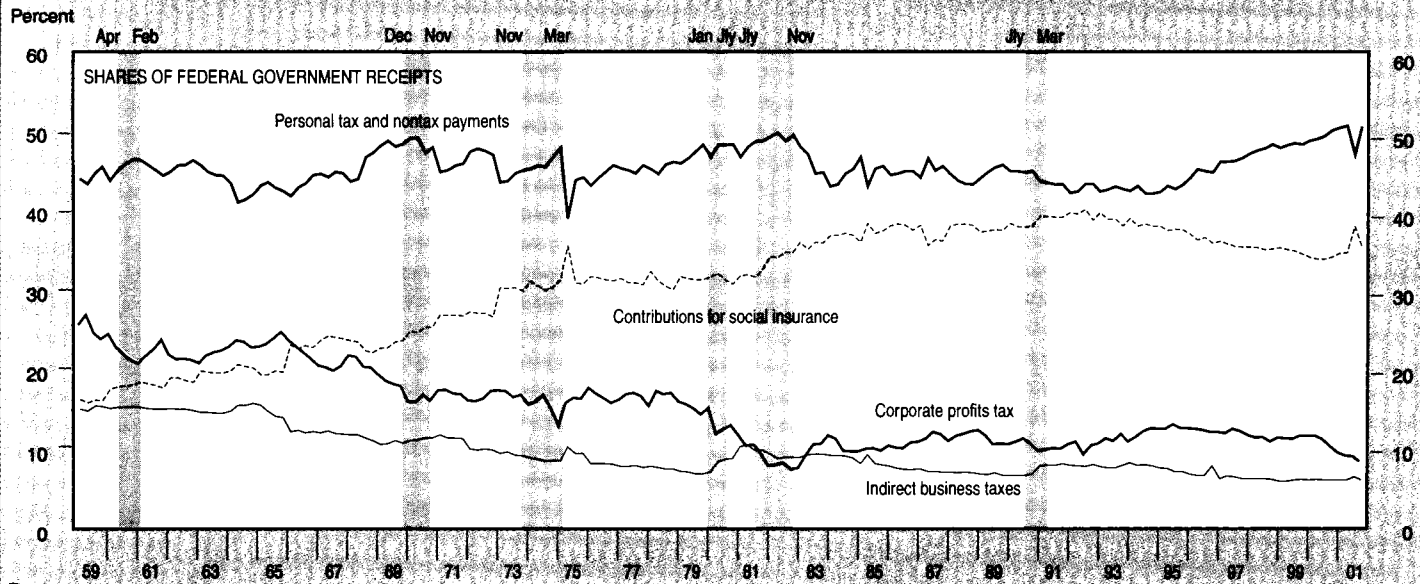 Percent
Apr Feb Dec Nov Nov Mar Jan Jly Jly Nov Jly Mar
60 60
SHARES OF FEDERAL GOVERNMENT RECEIPTS
Personal tax and nontax payments
50 50
40 40
30 30
Contributions for social insurance
20 20
Corporate profits tax
10 10
Indirect business taxes
0 0
59 61 63 65 67 69 71 73 75 77 79 81 83 85 87 89 91 93 95 97 99 01